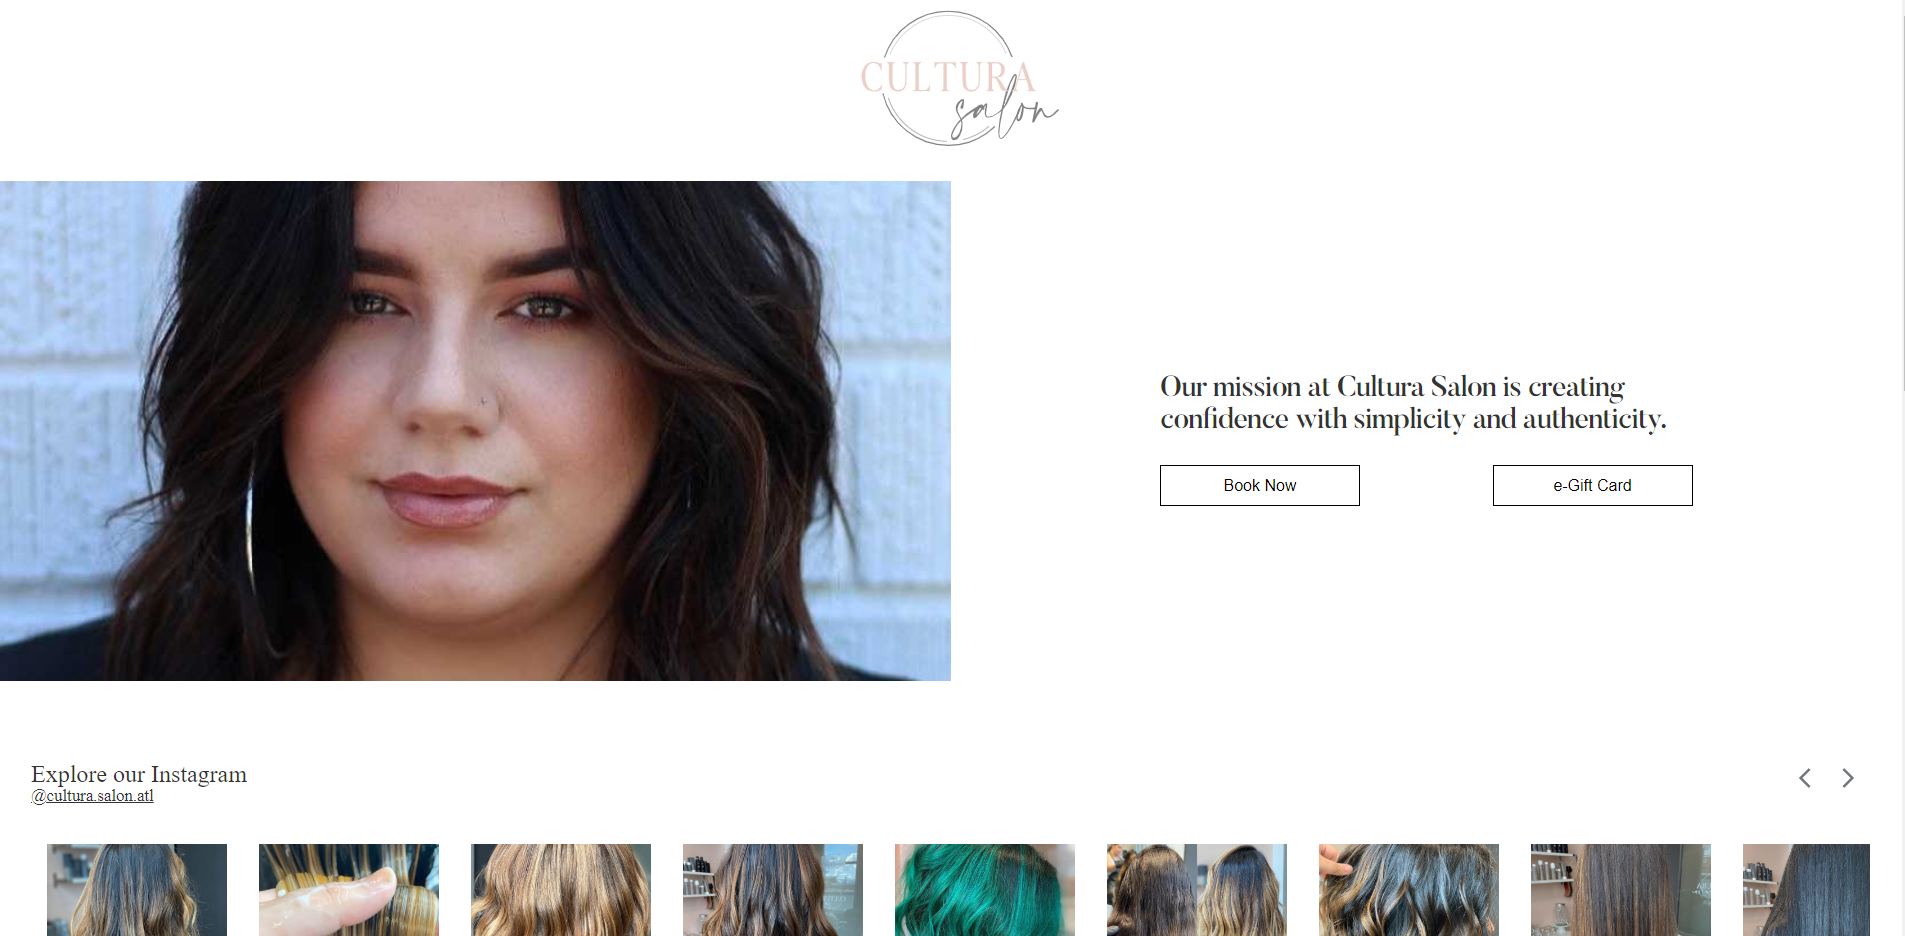 CULTURA
salon
Our mission at Cultura Salon is creating
confidence with simplicity and authenticity.
Book Now
e-Gift Card
Explore our Instagram
@cultura.salon.atl